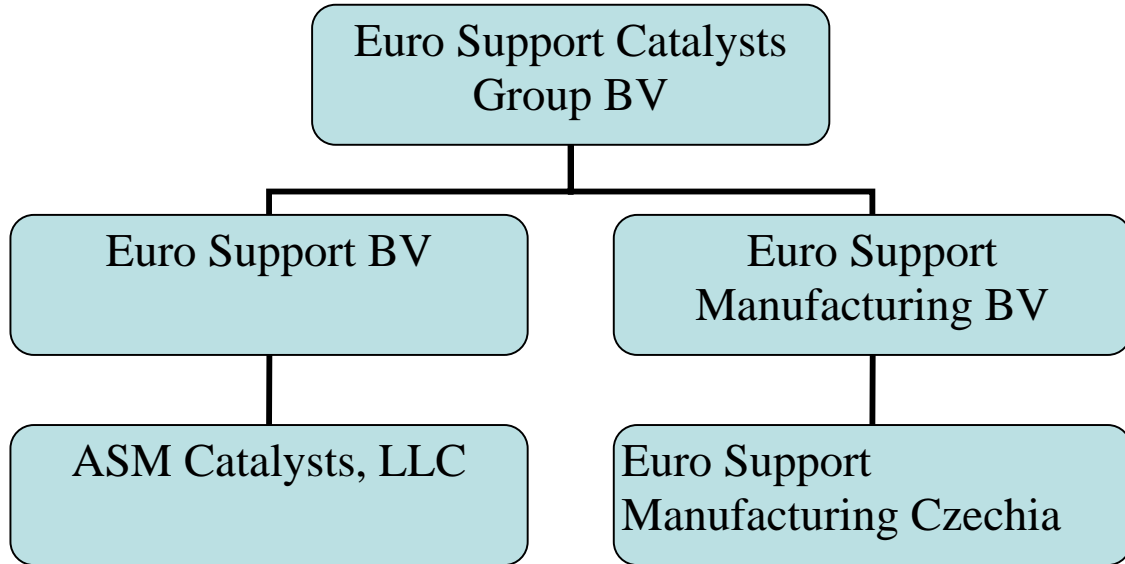 Euro Support Catalysts
Group BV
Euro Support BV
Euro Support
Manufacturing BV
ASM Catalysts, LLC
Euro Support
Manufacturing Czechia